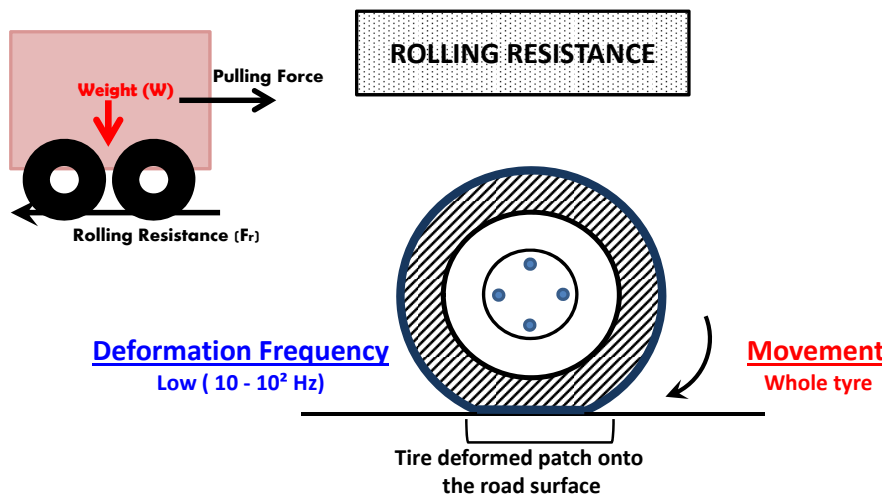 ROLLING RESISTANCE
Pulling Force
Weight (W)
Rolling Resistance (Fr)
Deformation Frequency
Low ( 10 - 10² Hz)
Movement
Whole tyre
Tire deformed patch onto
the road surface